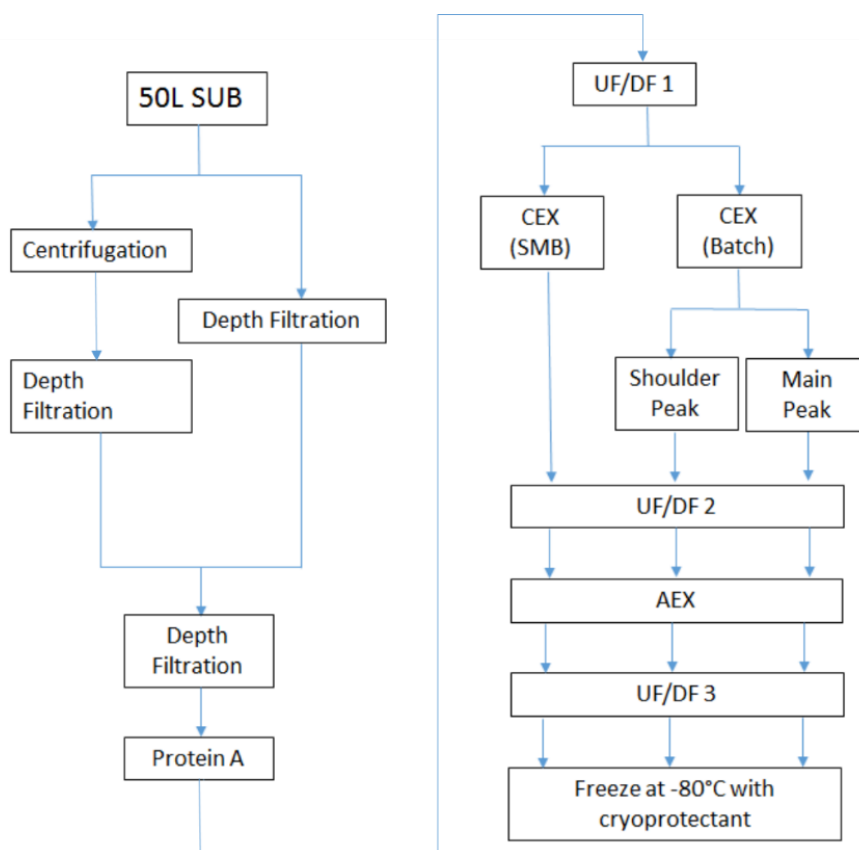 50L SUB
Centrifugation
Depth Filtration
Depth
Filtration
Depth
Filtration
Protein A
UF/DF 1
CEX
(SMB)
CEX
(Batch)
Shoulder
Peak
Main
Peak
UF/DF 2
AEX
UF/DF 3
Freeze at -80°C with
cryoprotectant